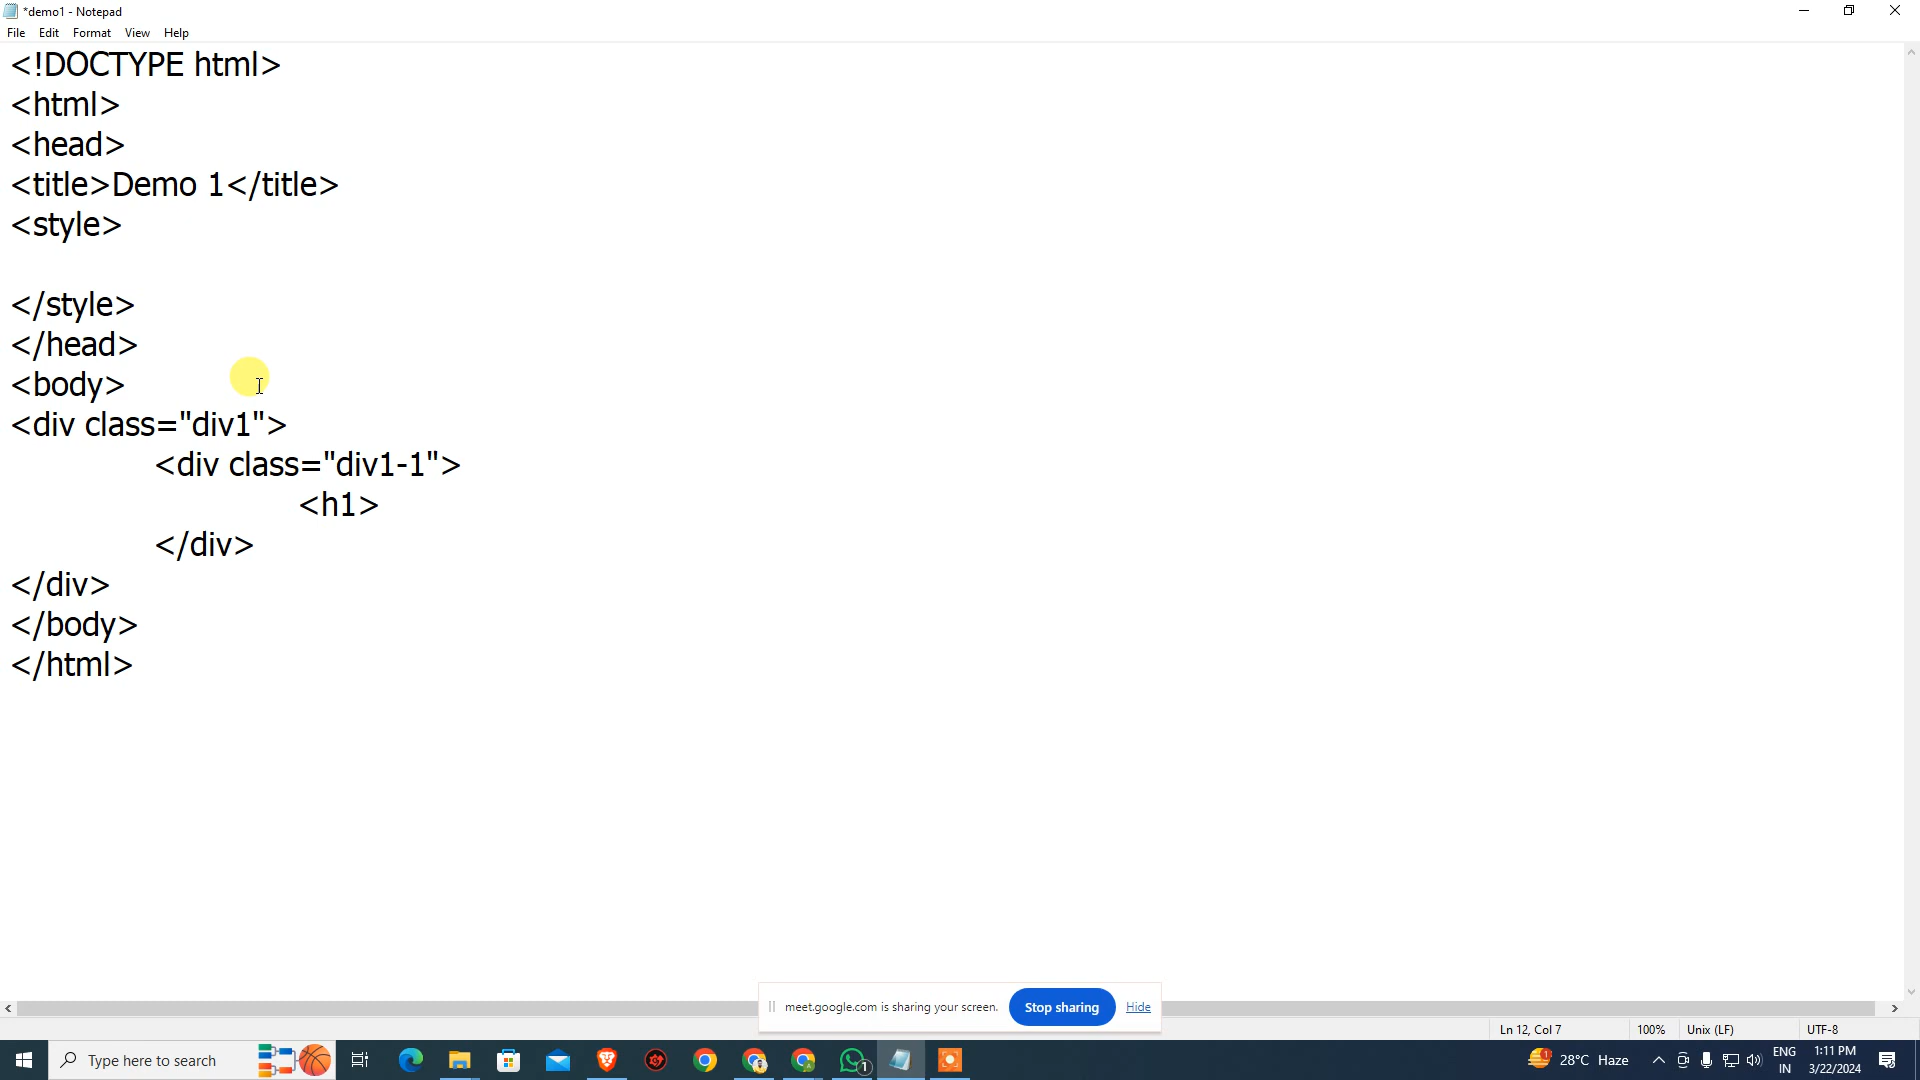 *demo1 - Notepad
File Edit Format View Help
<!DOCTYPE html>
<html>
<head>
<title>Demo 1</title>
<style>
</style>
</head>
<body>
<div class="div1">
<div class="div1-1">
<h1>
</div>
</div>
</body>
</html>
meet.google.com is sharing your screen. Stop sharing Hide
Ln 12, Col 7 100% Unix (LF) UTF-8
Type here to search 1 1 28°C Haze ENG IN 1:11 PM 3/22/2024